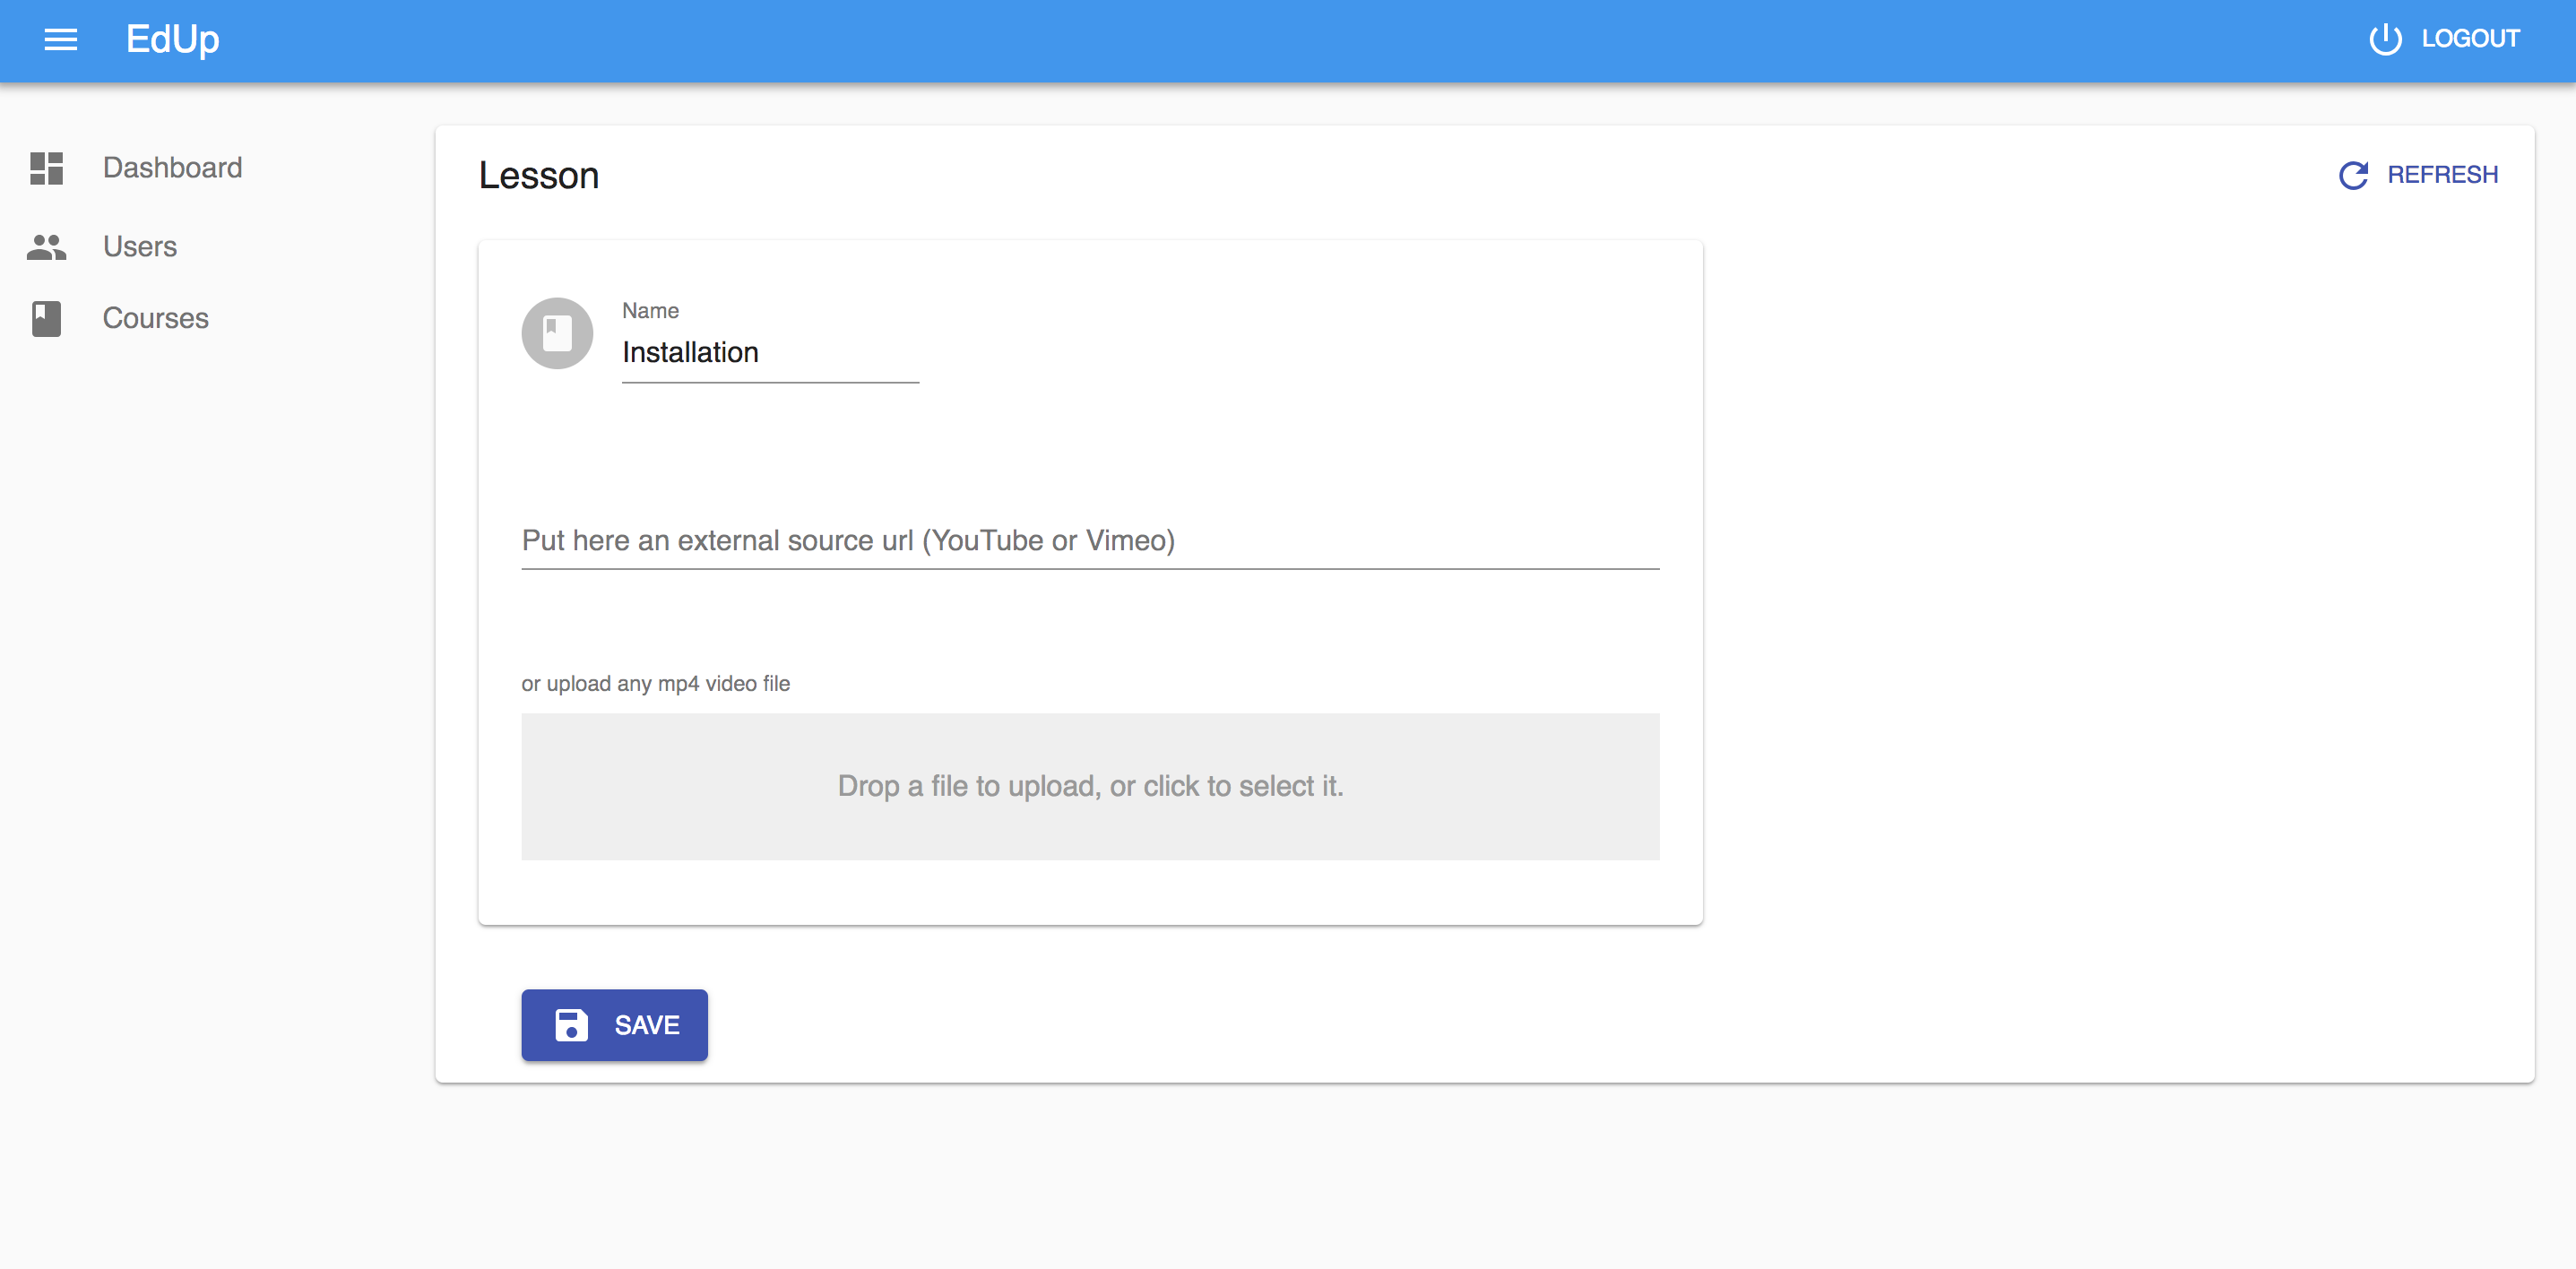 EdUp
LOGOUT
Dashboard
Users
Courses
Lesson
REFRESH
Name
Installation
Put here an external source url (YouTube or Vimeo)
or upload any mp4 video file
Drop a file to upload, or click to select it.
SAVE